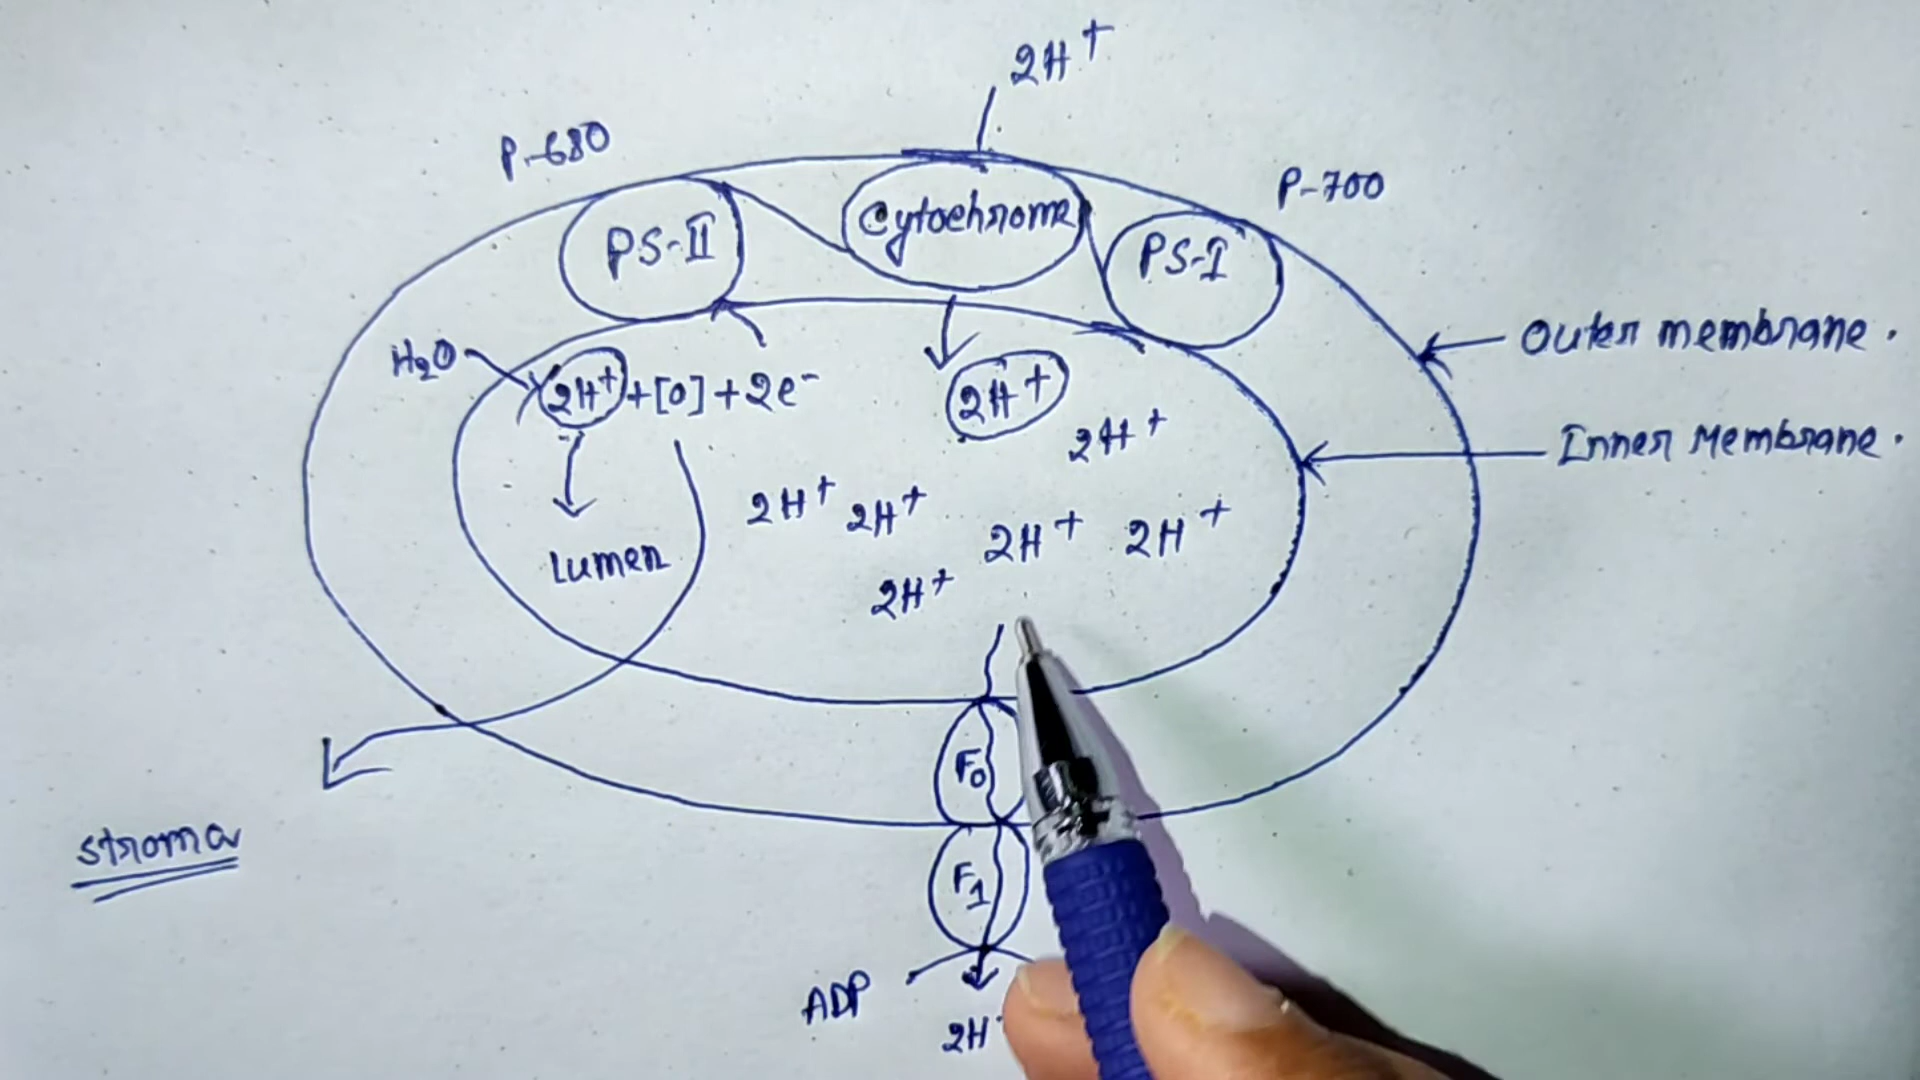 2H+
P-680
P-700
PS-II
Cytochrome
PS-I
Outer membrane.
H2O
2H+ + [O] + 2e-
2H+
2H+
Inner Membrane.
2H+ 2H+
2H+ 2H+
Lumen
2H+
F0
Stroma
F1
ADP
2H+